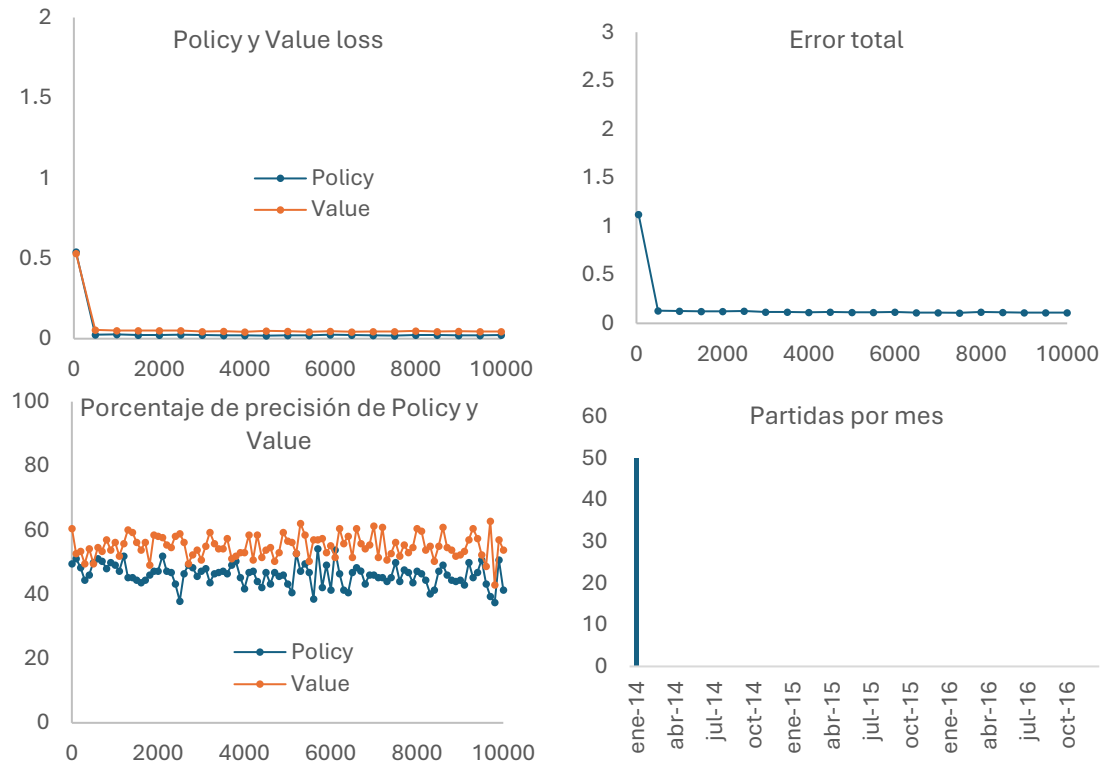 Policy y Value loss
2
1.5
1
0.5
0
Policy
Value
0 2000 4000 6000 8000 10000
Error total
3
2.5
2
1.5
1
0.5
0
0 2000 4000 6000 8000 10000
Porcentaje de precisión de Policy y
Value
100
80
60
40
20
0
Policy
Value
0 2000 4000 6000 8000 10000
Partidas por mes
60
50
40
30
20
10
0
ene-14
abr-14
jul-14
oct-14
ene-15
abr-15
jul-15
oct-15
ene-16
abr-16
jul-16
oct-16